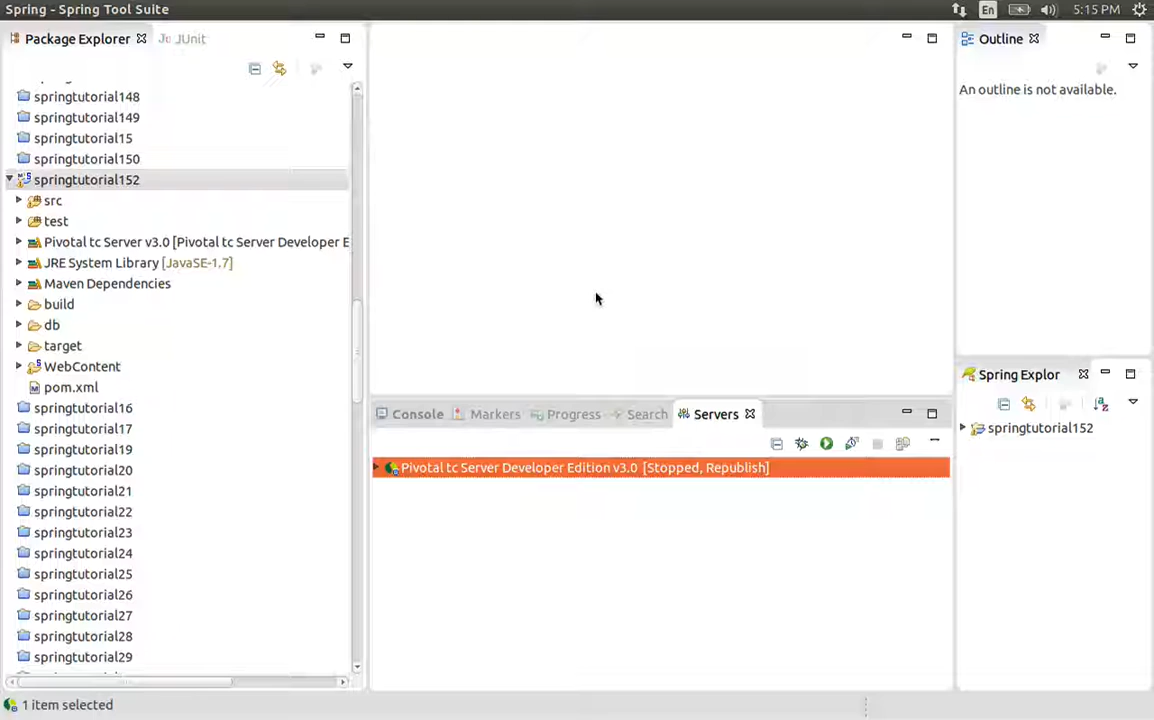 Spring - Spring Tool Suite
En
5:15 PM
Package Explorer
JUnit
springtutorial148
springtutorial149
springtutorial15
springtutorial150
springtutorial152
src
test
Pivotal tc Server v3.0 [Pivotal tc Server Developer E
JRE System Library [JavaSE-1.7]
Maven Dependencies
build
db
target
WebContent
pom.xml
springtutorial16
springtutorial17
springtutorial19
springtutorial20
springtutorial21
springtutorial22
springtutorial23
springtutorial24
springtutorial25
springtutorial26
springtutorial27
springtutorial28
springtutorial29
Console
Markers
Progress
Search
Servers
Pivotal tc Server Developer Edition v3.0 [Stopped, Republish]
Outline
An outline is not available.
Spring Explor
springtutorial152
1 item selected